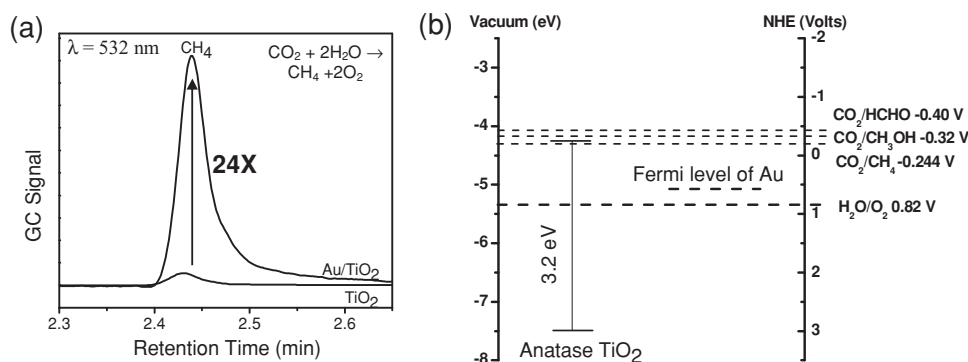 (a)
λ = 532 nm
CH₄
CO₂ + 2H₂O →
CH₄ +2O₂
24X
Au/TiO₂
TiO₂
GC Signal
2.3 2.4 2.5 2.6
Retention Time (min)
(b)
Vacuum (eV)
NHE (Volts)
-3
-4
-5
-6
-7
-8
-2
-1
0
1
2
3
CO₂/HCHO -0.40 V
CO₂/CH₃OH -0.32 V
CO₂/CH₄ -0.244 V
Fermi level of Au
H₂O/O₂ 0.82 V
3.2 eV
Anatase TiO₂